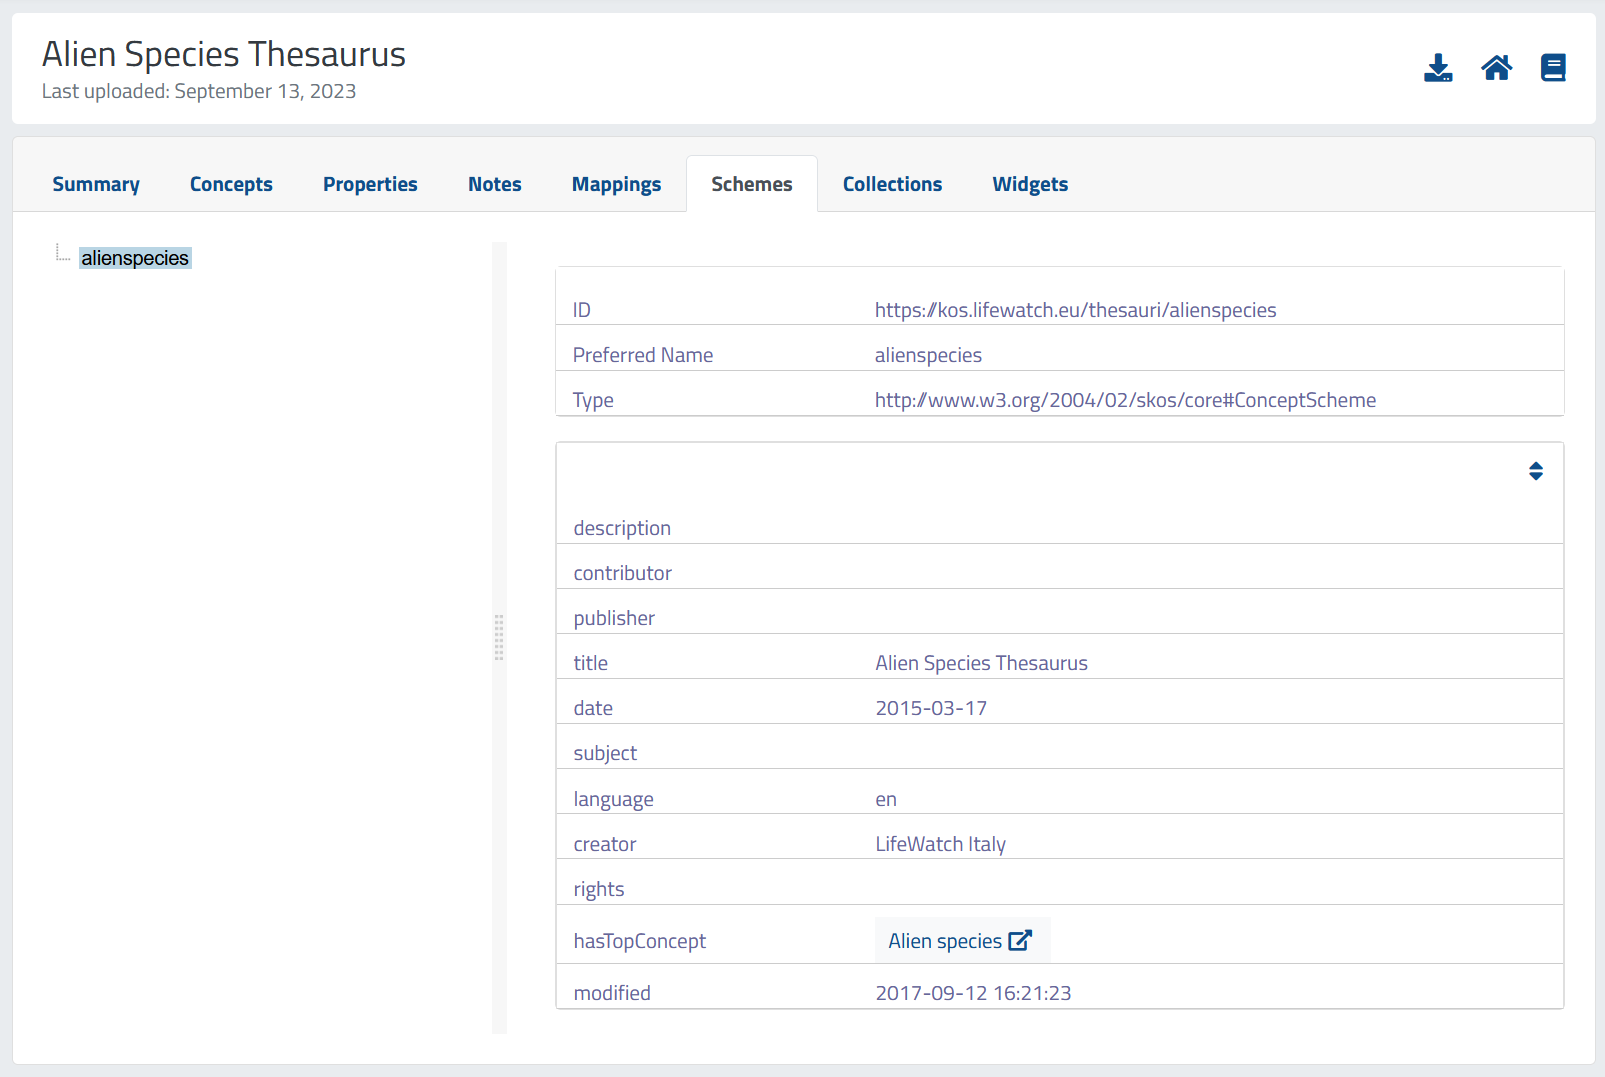 Alien Species Thesaurus
Last uploaded: September 13, 2023
Summary Concepts Properties Notes Mappings Schemes Collections Widgets
alienspecies
ID https://kos.lifewatch.eu/thesauri/alienspecies
Preferred Name alienspecies
Type http://www.w3.org/2004/02/skos/core#ConceptScheme
description
contributor
publisher
title Alien Species Thesaurus
date 2015-03-17
subject
language en
creator LifeWatch Italy
rights
hasTopConcept Alien species
modified 2017-09-12 16:21:23